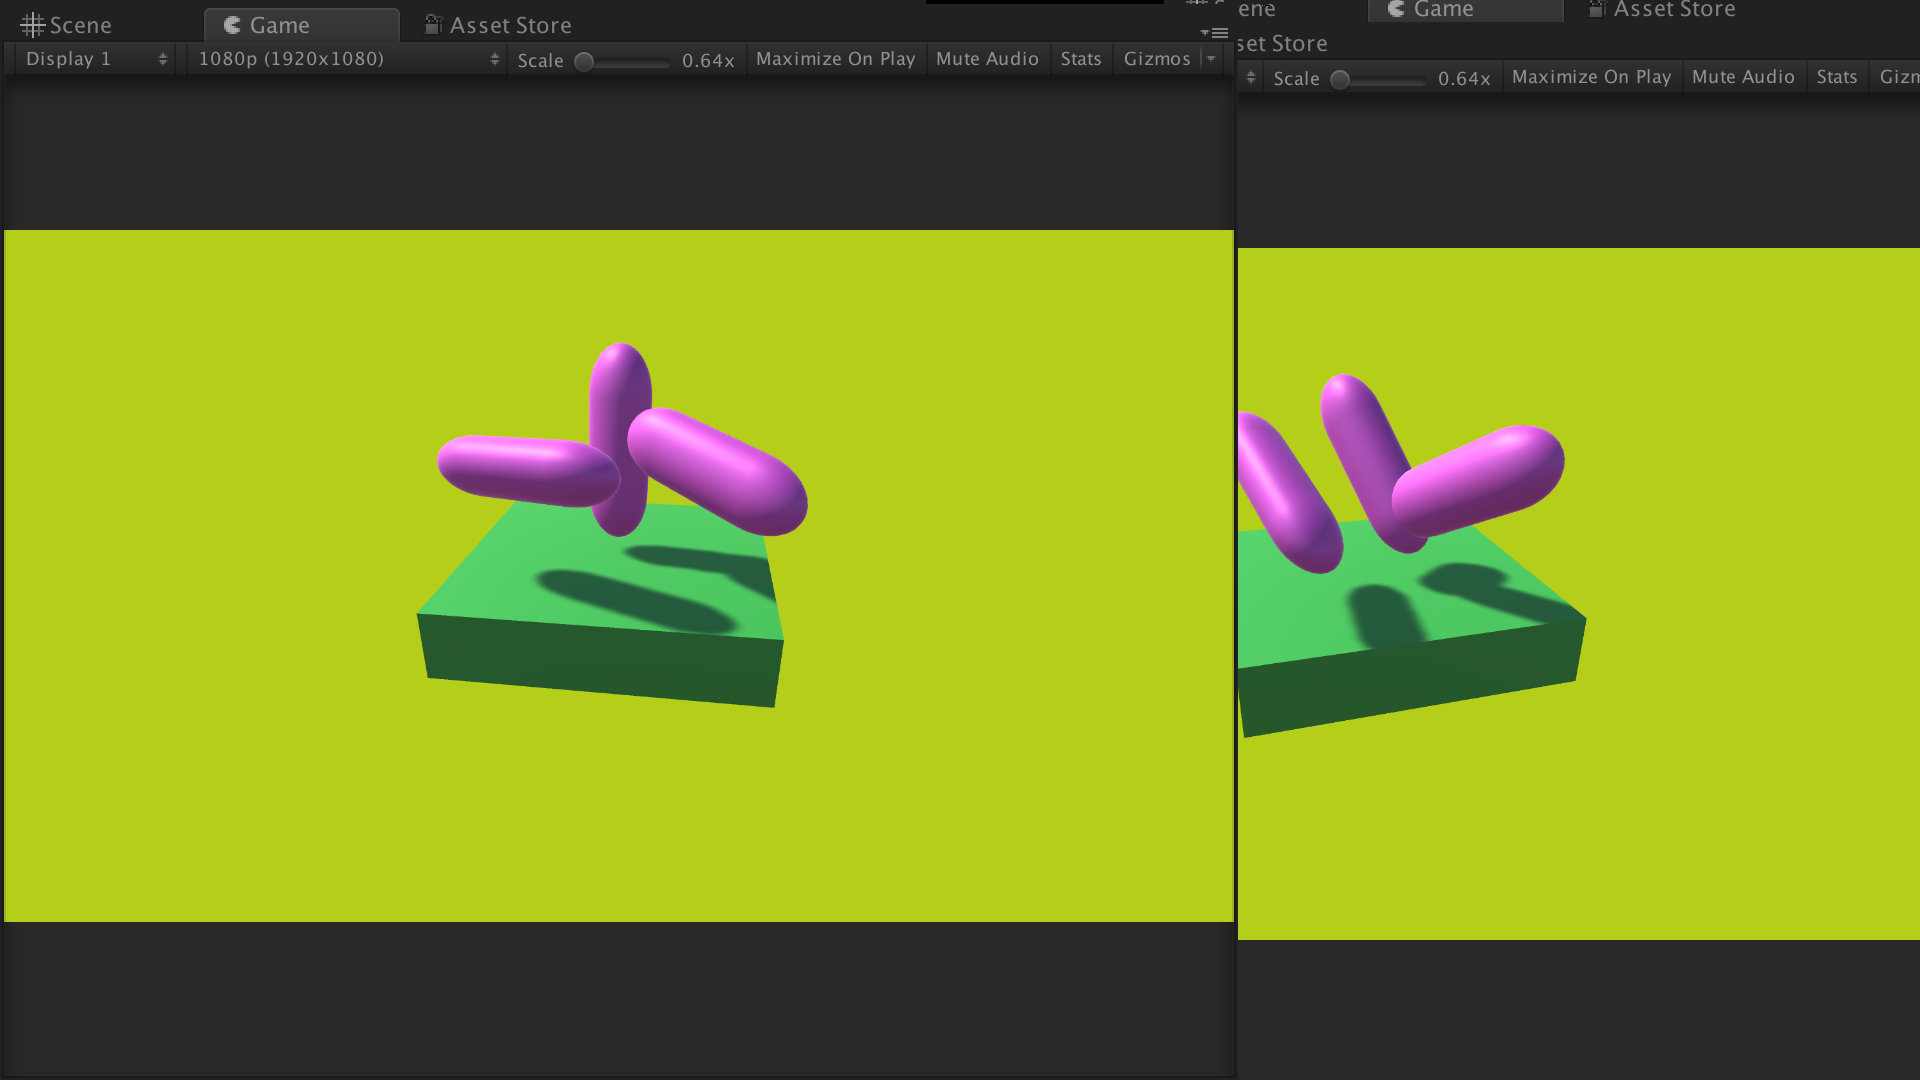 Scene Game Asset Store
Display 1 1080p (1920x1080) Scale 0.64x Maximize On Play Mute Audio Stats Gizmos
ene Game Asset Store
set Store
Scale 0.64x Maximize On Play Mute Audio Stats Gizm